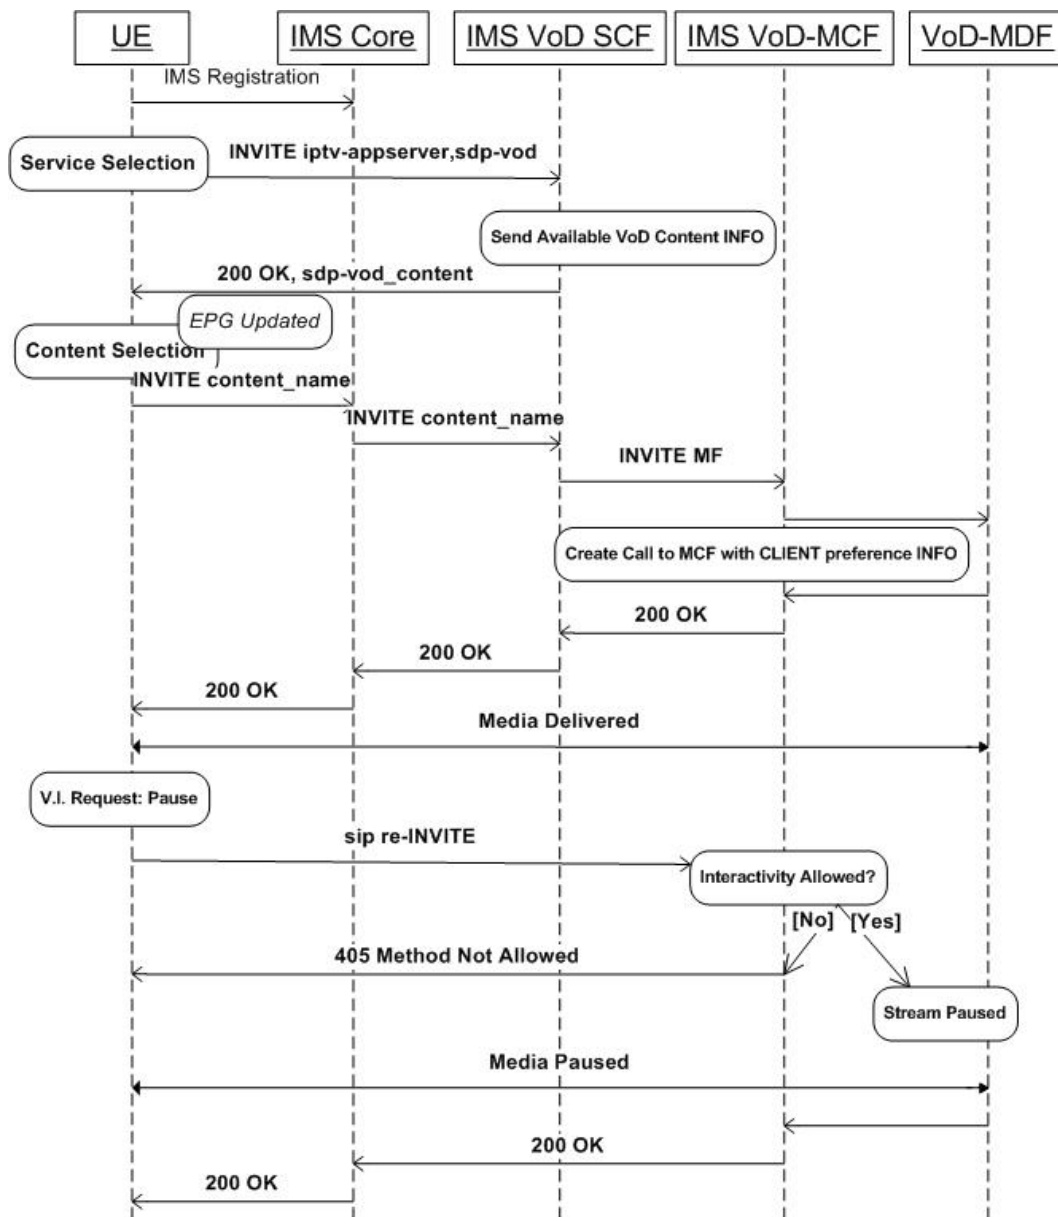 UE
IMS Core
IMS VoD SCF
IMS VoD-MCF
VoD-MDF
IMS Registration
INVITE iptv-appserver,sdp-vod
Service Selection
Send Available VoD Content INFO
200 OK, sdp-vod_content
EPG Updated
Content Selection
INVITE content_name
INVITE content_name
INVITE MF
Create Call to MCF with CLIENT preference INFO
200 OK
200 OK
200 OK
Media Delivered
V.I. Request: Pause
sip re-INVITE
Interactivity Allowed?
[No]
[Yes]
405 Method Not Allowed
Stream Paused
Media Paused
200 OK
200 OK